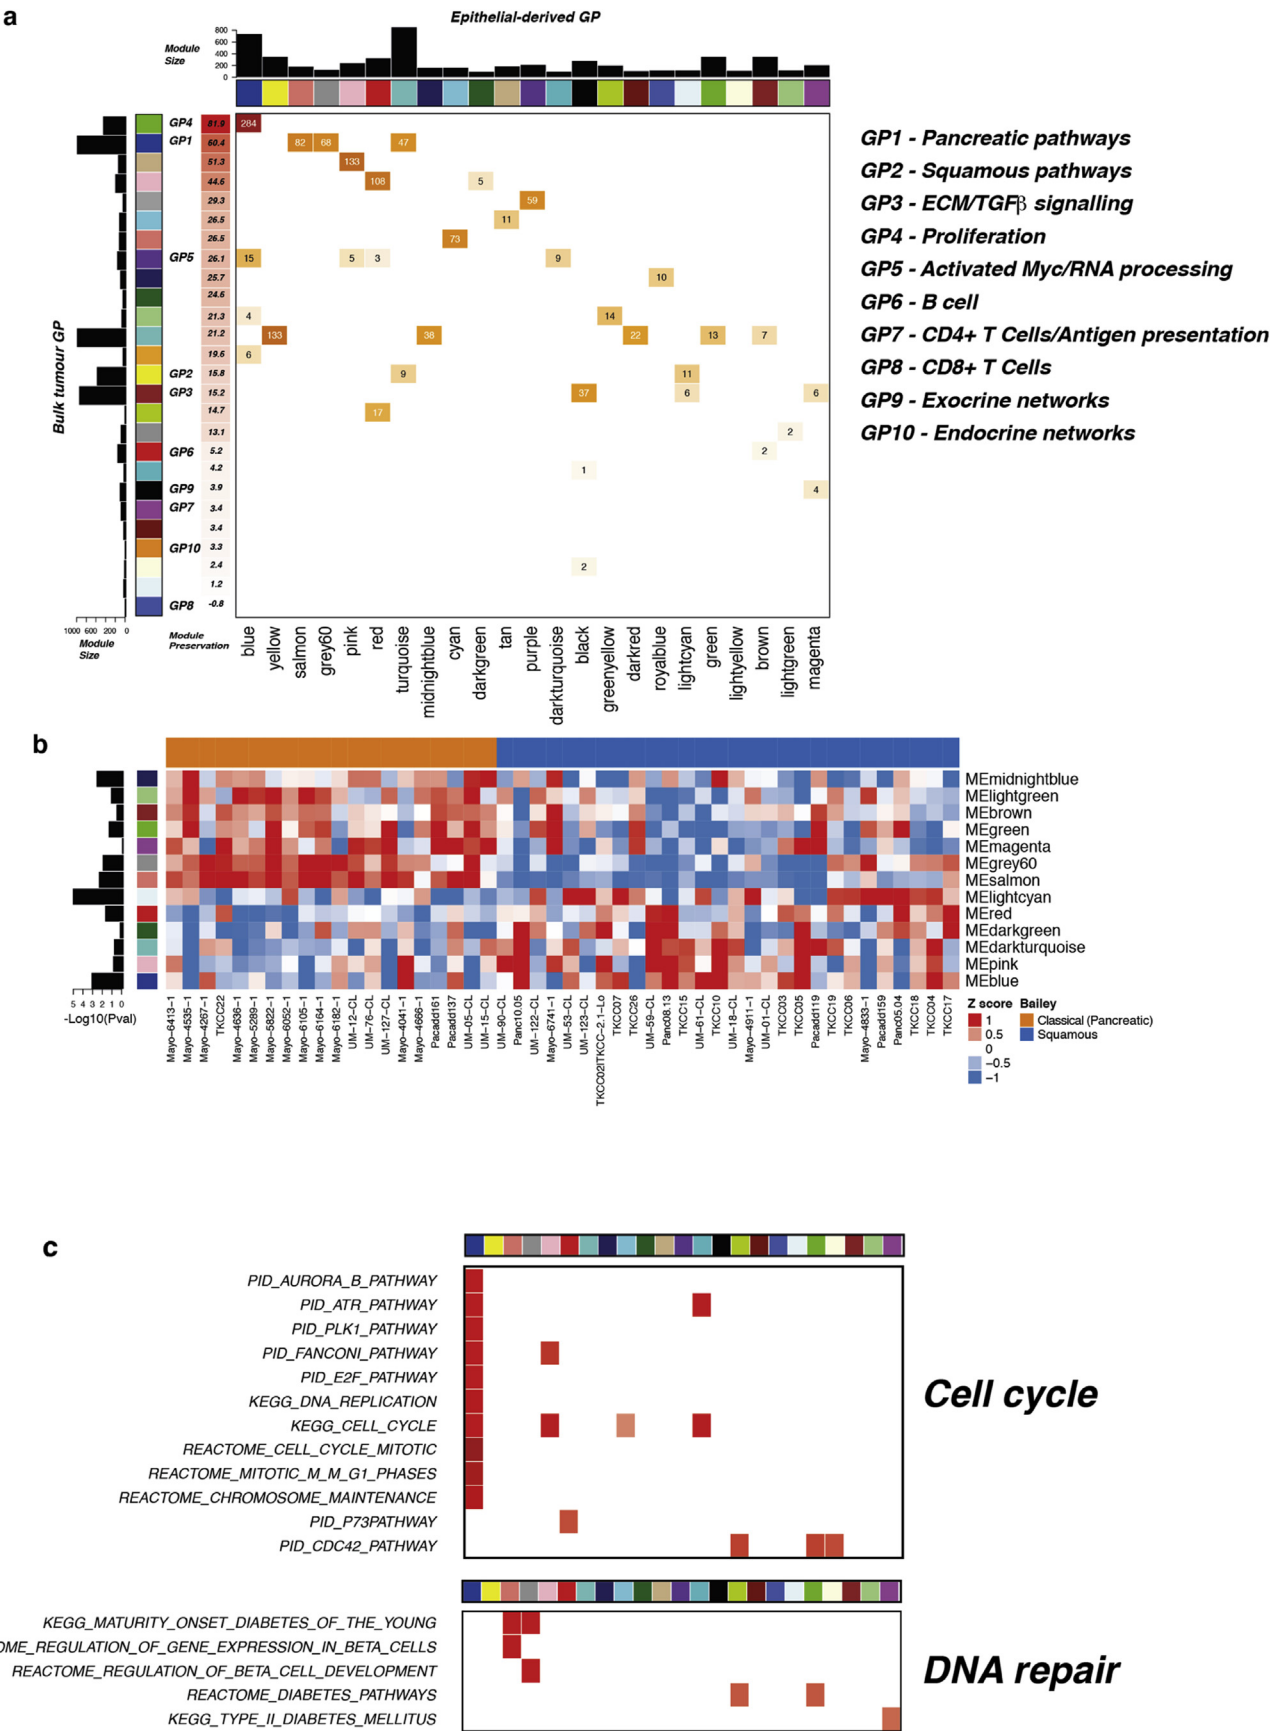 a
Epithelial-derived GP
Module
Size
800
600
400
200
0
GP4 81.9 284
GP1 60.4 82 68 47
51.3 133
44.6 108 5
29.3 59
26.5 11
26.5 73
GP5 26.1 15 5 3 9
25.7 10
24.6
21.3 4 14
21.2 133 38 22 13 7
19.6 6
GP2 15.8 9 11
GP3 15.2 37 6 6
14.7 17
13.1 2
GP6 5.2 2
4.2 1
GP9 3.9 4
GP7 3.4
3.4
GP10 3.3
2.4 2
1.2
GP8 -0.8
Bulk tumour GP
1000 600 200 0
Module
Size
Module
Preservation
blue
yellow
salmon
grey60
pink
red
turquoise
midnightblue
cyan
darkgreen
tan
purple
darkturquoise
black
greenyellow
darkred
royalblue
lightcyan
green
lightyellow
brown
lightgreen
magenta
GP1 - Pancreatic pathways
GP2 - Squamous pathways
GP3 - ECM/TGFβ signalling
GP4 - Proliferation
GP5 - Activated Myc/RNA processing
GP6 - B cell
GP7 - CD4+ T Cells/Antigen presentation
GP8 - CD8+ T Cells
GP9 - Exocrine networks
GP10 - Endocrine networks
b
MEmidnightblue
MElightgreen
MEbrown
MEgreen
MEmagenta
MEgrey60
MEsalmon
MElightcyan
MEred
MEdarkgreen
MEdarkturquoise
MEpink
MEblue
5 4 3 2 1 0
-Log10(Pval)
Mayo-6413-1
Mayo-4535-1
Mayo-4267-1
TKCC22
Mayo-4636-1
Mayo-5289-1
Mayo-5822-1
Mayo-6052-1
Mayo-6105-1
Mayo-6164-1
Mayo-6182-1
UM-12-CL
UM-76-CL
UM-127-CL
Mayo-4041-1
Mayo-4666-1
Pacadd161
Pacadd137
UM-05-CL
UM-15-CL
UM-90-CL
Panc10.05
UM-122-CL
Mayo-6741-1
UM-53-CL
UM-123-CL
TKCC02ITKCC-2.1-Lo
TKCC07
TKCC26
UM-59-CL
Panc08.13
TKCC15
UM-61-CL
TKCC10
UM-18-CL
Mayo-4911-1
UM-01-CL
TKCC03
TKCC05
Pacadd119
TKCC19
TKCC06
Mayo-4833-1
Pacadd159
Panc05.04
TKCC18
TKCC04
TKCC17
Z score
1
0.5
0
-0.5
-1
Bailey
Classical (Pancreatic)
Squamous
c
PID_AURORA_B_PATHWAY
PID_ATR_PATHWAY
PID_PLK1_PATHWAY
PID_FANCONI_PATHWAY
PID_E2F_PATHWAY
KEGG_DNA_REPLICATION
KEGG_CELL_CYCLE
REACTOME_CELL_CYCLE_MITOTIC
REACTOME_MITOTIC_M_M_G1_PHASES
REACTOME_CHROMOSOME_MAINTENANCE
PID_P73PATHWAY
PID_CDC42_PATHWAY
Cell cycle
KEGG_MATURITY_ONSET_DIABETES_OF_THE_YOUNG
OME_REGULATION_OF_GENE_EXPRESSION_IN_BETA_CELLS
REACTOME_REGULATION_OF_BETA_CELL_DEVELOPMENT
REACTOME_DIABETES_PATHWAYS
KEGG_TYPE_II_DIABETES_MELLITUS
DNA repair